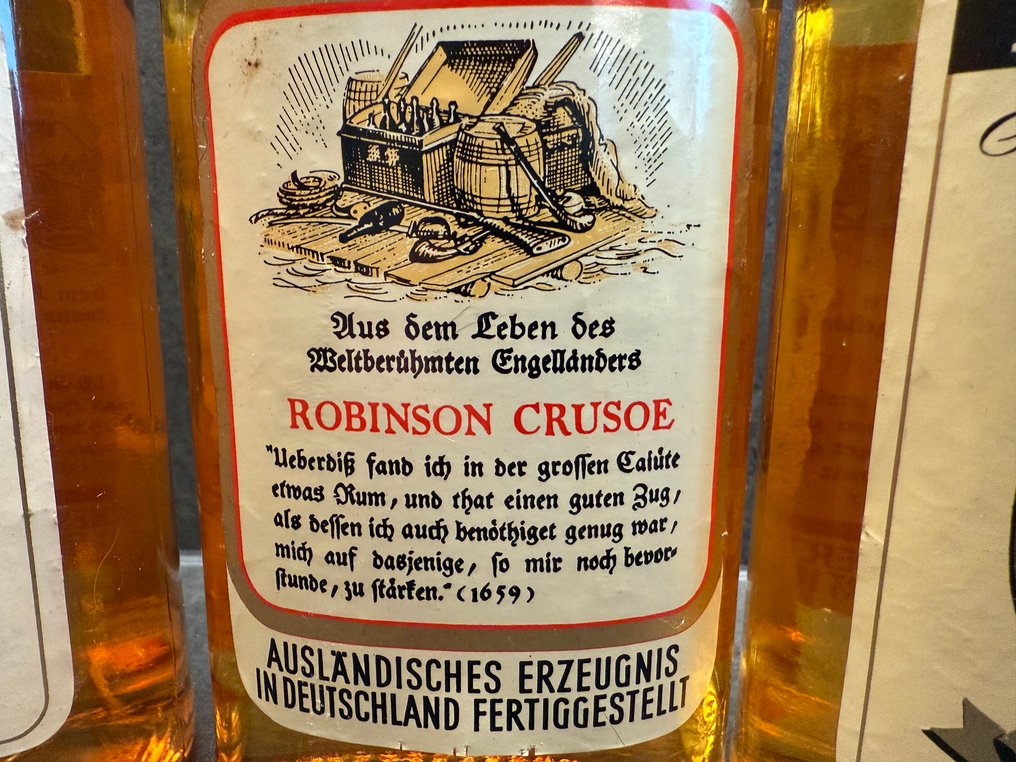 Aus dem Leben des
Weltberühmten Engelländers
ROBINSON CRUSOE
"Ueberdiß fand ich in der grossen Caiüte
etwas Rum, und that einen guten Zug,
als dessen ich auch benöthiget genug war,
mich auf dasjenige, so mir noch bevor-
stunde, zu stärken." (1659)
AUSLÄNDISCHES ERZEUGNIS
IN DEUTSCHLAND FERTIGGESTELLT